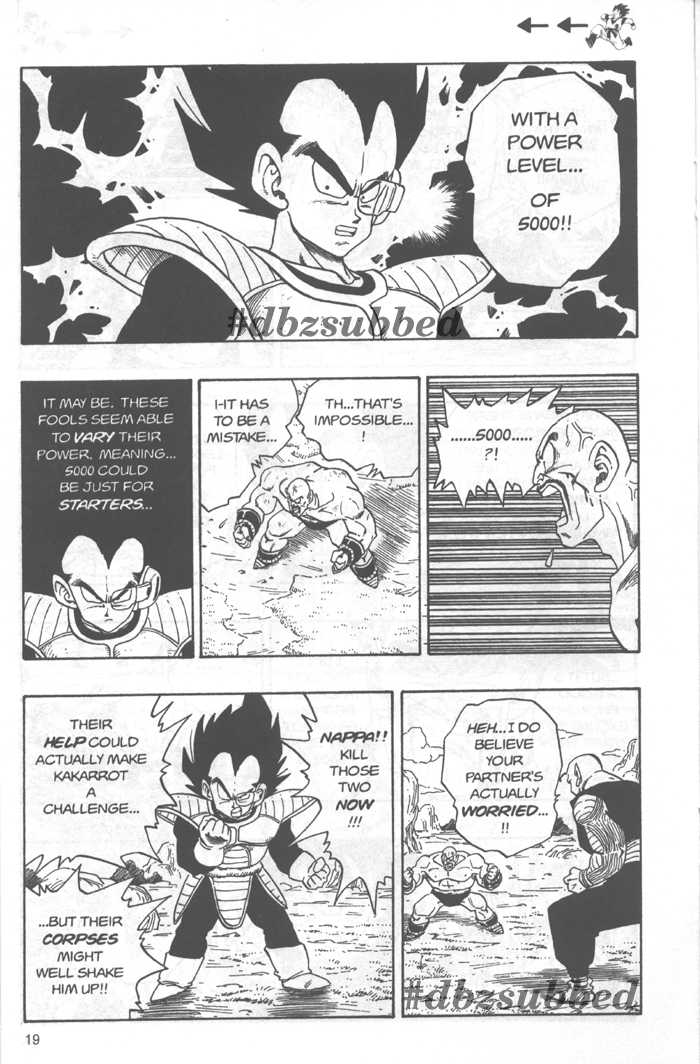 WITH A
POWER
LEVEL...
OF
5000!!
#dbzsubbed
......5000.....
?!
TH...THAT'S
IMPOSSIBLE...
!
I-IT HAS
TO BE A
MISTAKE...
IT MAY BE. THESE
FOOLS SEEM ABLE
TO VARY THEIR
POWER, MEANING...
5000 COULD
BE JUST FOR
STARTERS...
HEH...I DO
BELIEVE
YOUR
PARTNER'S
ACTUALLY
WORRIED...
!!
NAPPA!!
KILL
THOSE
TWO
NOW
!!!
THEIR
HELP COULD
ACTUALLY MAKE
KAKARROT
A
CHALLENGE...
...BUT THEIR
CORPSES
MIGHT
WELL SHAKE
HIM UP!!
#dbzsubbed
19